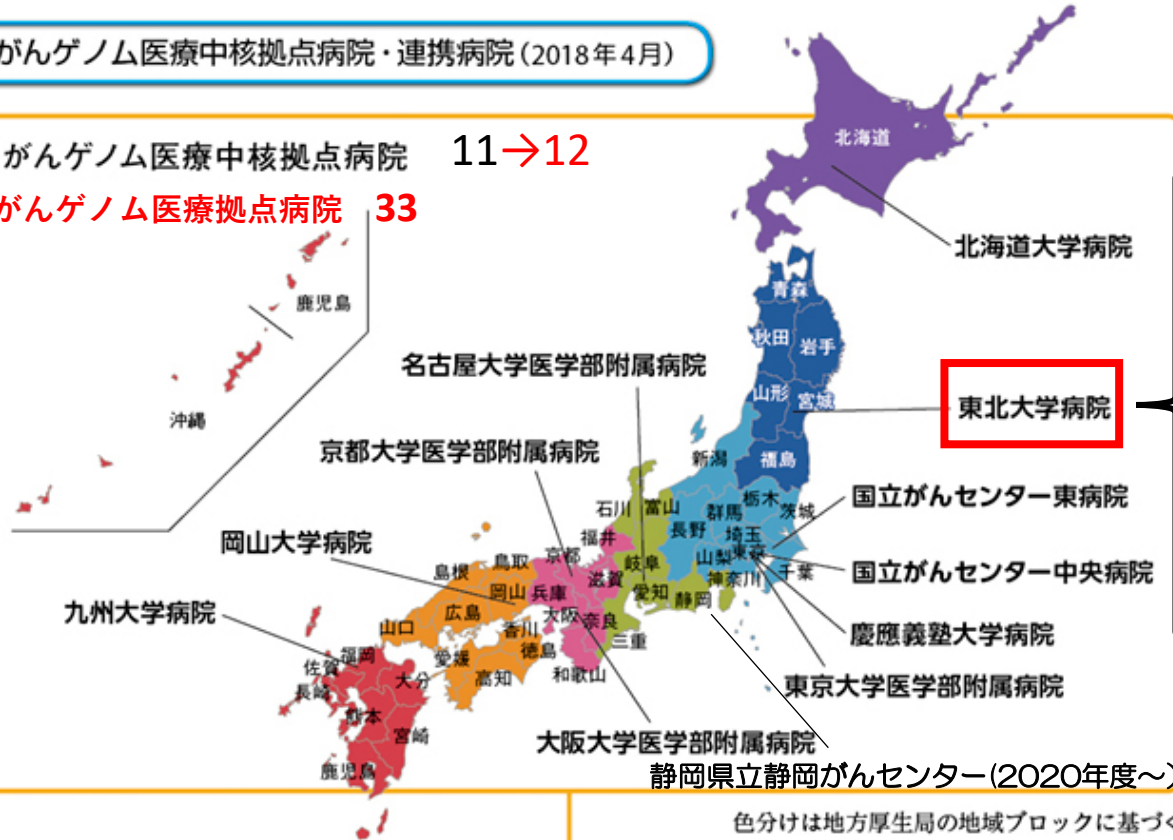 がんゲノム医療中核拠点病院・連携病院(2018年4月)
がんゲノム医療中核拠点病院 11→12
がんゲノム医療拠点病院 33
北海道
北海道大学病院
鹿児島
沖縄
青森
秋田
岩手
山形
宮城
福島
東北大学病院
名古屋大学医学部附属病院
京都大学医学部附属病院
岡山大学病院
九州大学病院
新潟
栃木
群馬
茨城
石川
富山
長野
埼玉
福井
岐阜
山梨
東京
千葉
神奈川
国立がんセンター東病院
国立がんセンター中央病院
慶應義塾大学病院
東京大学医学部附属病院
鳥取
京都
島根
岡山
兵庫
滋賀
愛知
静岡
広島
大阪
奈良
山口
香川
三重
徳島
愛媛
高知
和歌山
福岡
佐賀
大分
長崎
熊本
宮崎
鹿児島
大阪大学医学部附属病院
静岡県立静岡がんセンター(2020年度~)
色分けは地方厚生局の地域ブロックに基づく